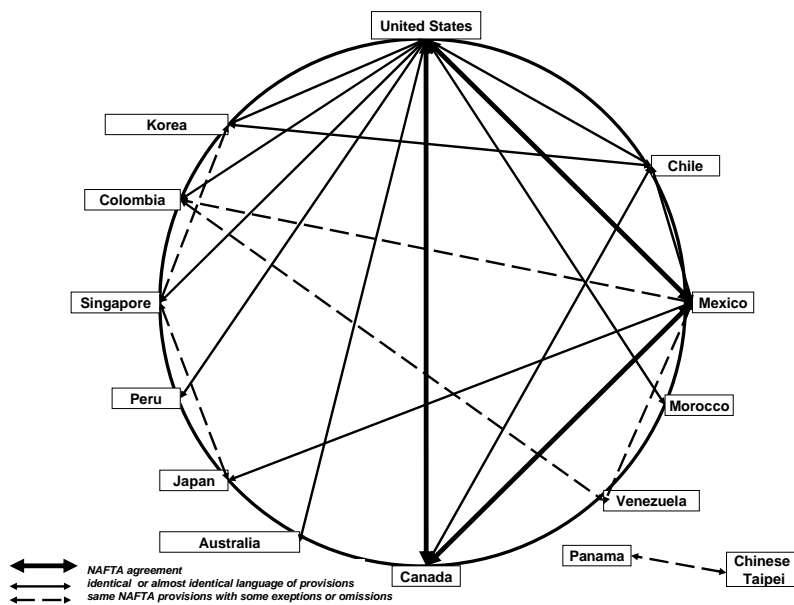 United States
Korea
Chile
Colombia
Singapore
Mexico
Peru
Morocco
Japan
Venezuela
Australia
Panama
Chinese
Taipei
Canada
NAFTA agreement
identical or almost identical language of provisions
same NAFTA provisions with some exeptions or omissions